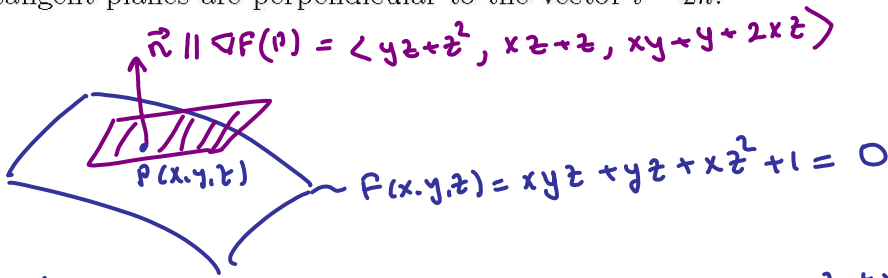 tangent planes are perpendicular to the vector
n⃗ || ∇F(P) = < yz+z², xz+z, xy+y+2xz >
P(x,y,z)
F(x,y,z) = xyz + yz + xz² + 1 = 0